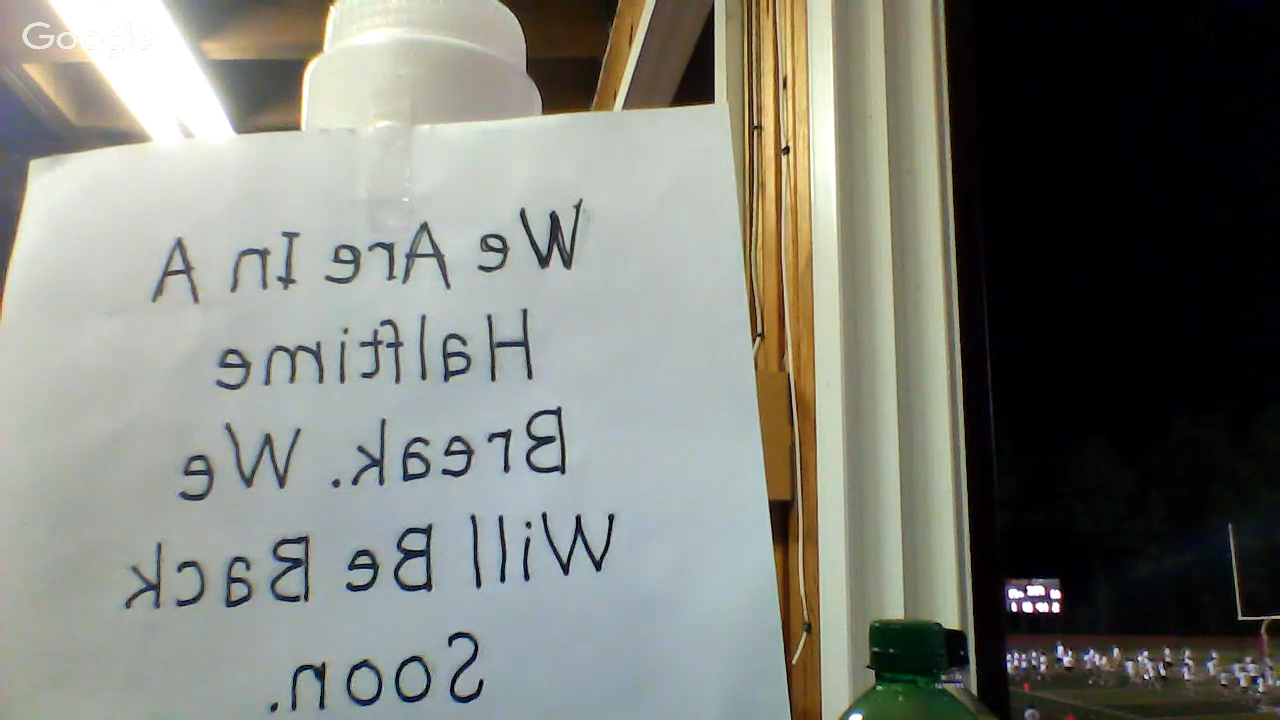 Google
We Are In A
Halftime
Break. We
Will Be Back
Soon.